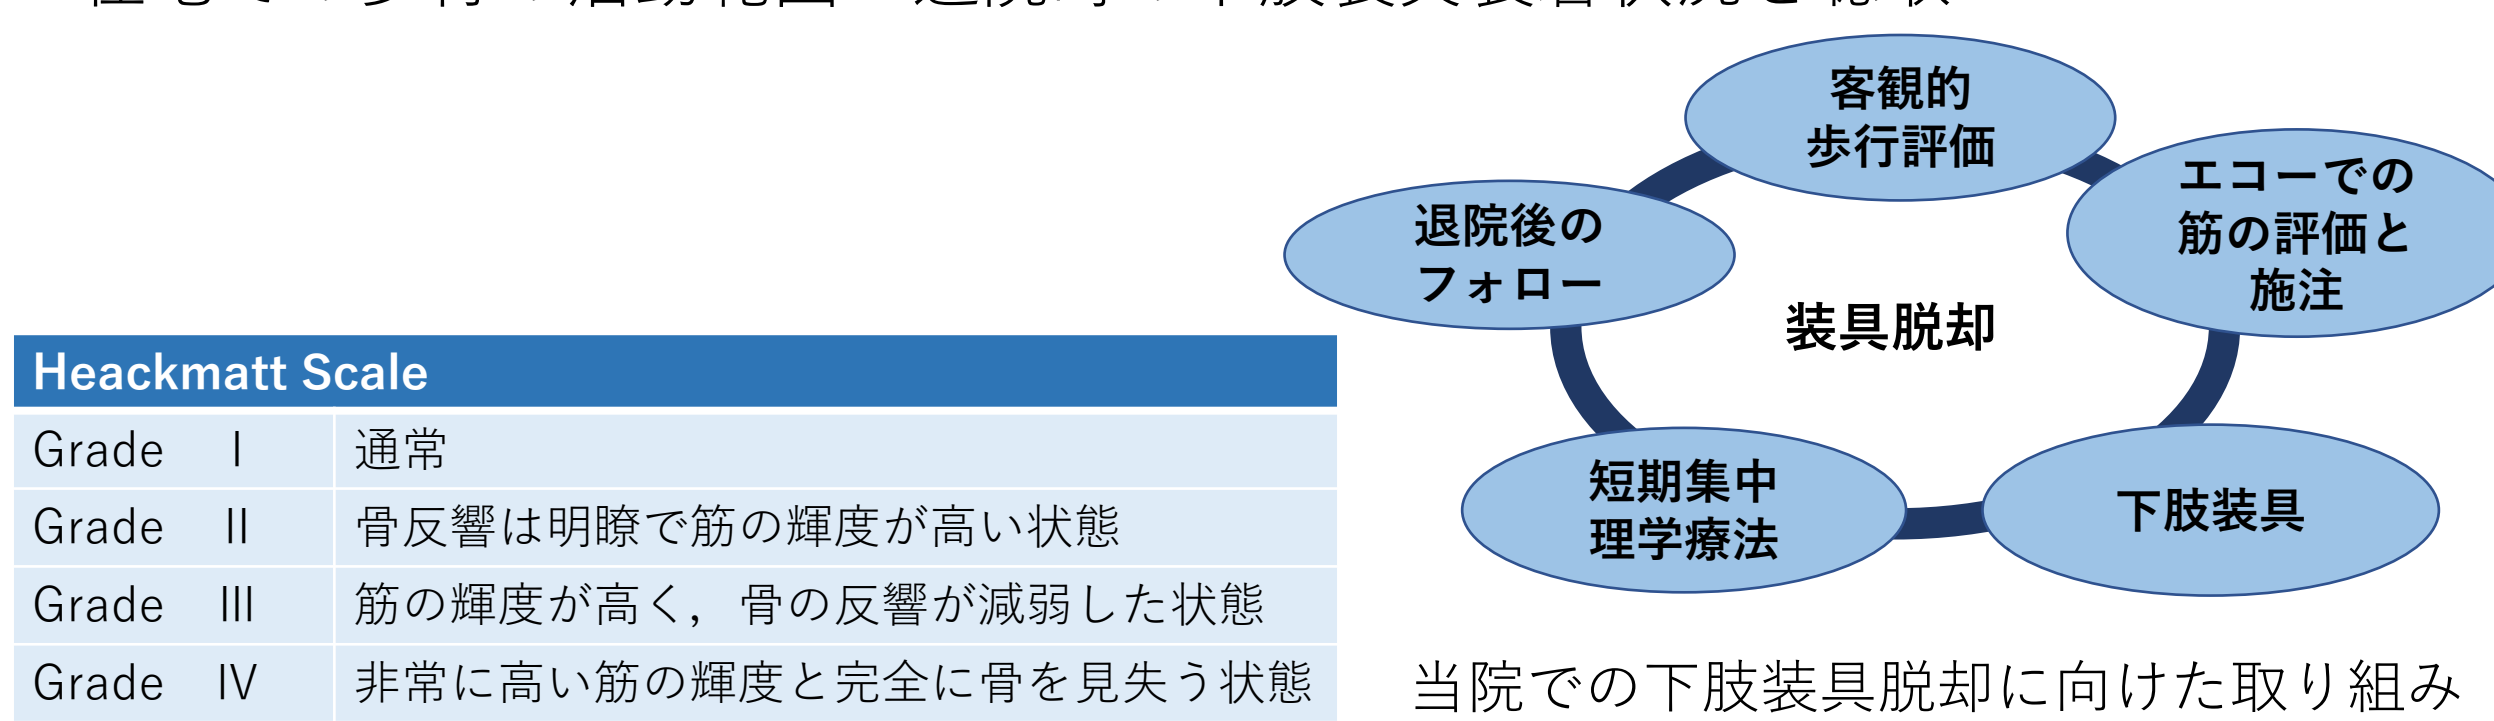 客観的
歩行評価
エコーでの
筋の評価と
施注
退院後の
フォロー
装具脱却
短期集中
理学療法
下肢装具
当院での下肢装具脱却に向けた取り組み
Heackmatt Scale
Grade Ⅰ 通常
Grade Ⅱ 骨反響は明瞭で筋の輝度が高い状態
Grade Ⅲ 筋の輝度が高く，骨の反響が減弱した状態
Grade Ⅳ 非常に高い筋の輝度と完全に骨を見失う状態